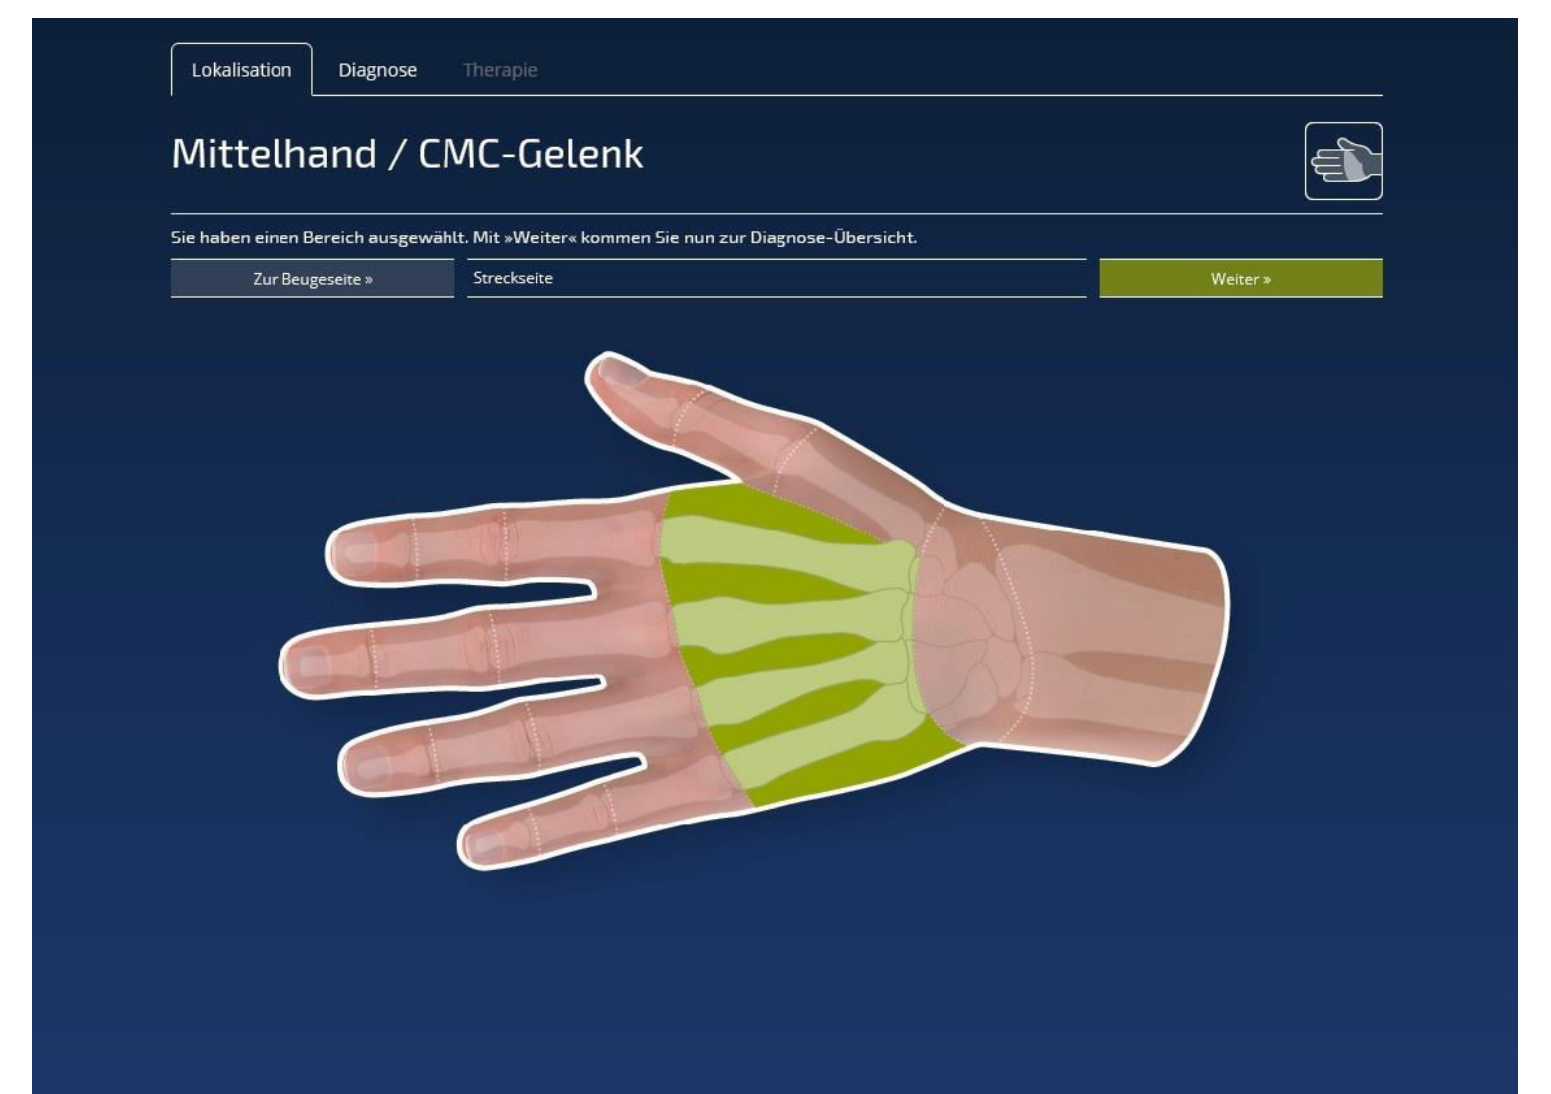 Lokalisation Diagnose Therapie
Mittelhand / CMC-Gelenk
Sie haben einen Bereich ausgewählt. Mit »Weiter« kommen Sie nun zur Diagnose-Übersicht.
Zur Beugeseite » Streckseite Weiter »